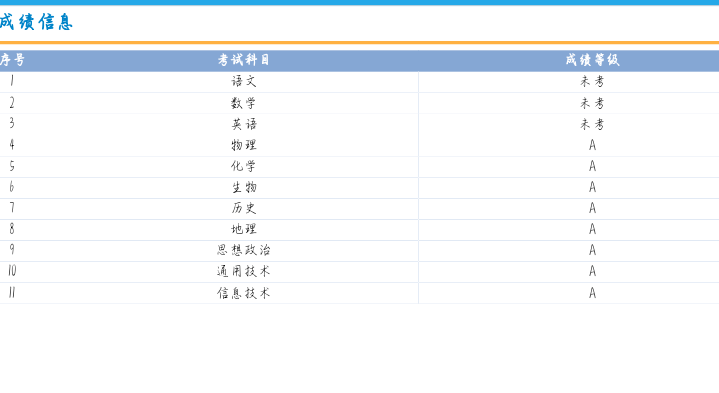 成绩信息
序号 考试科目 成绩等级
1 语文 未考
2 数学 未考
3 英语 未考
4 物理 A
5 化学 A
6 生物 A
7 历史 A
8 地理 A
9 思想政治 A
10 通用技术 A
11 信息技术 A